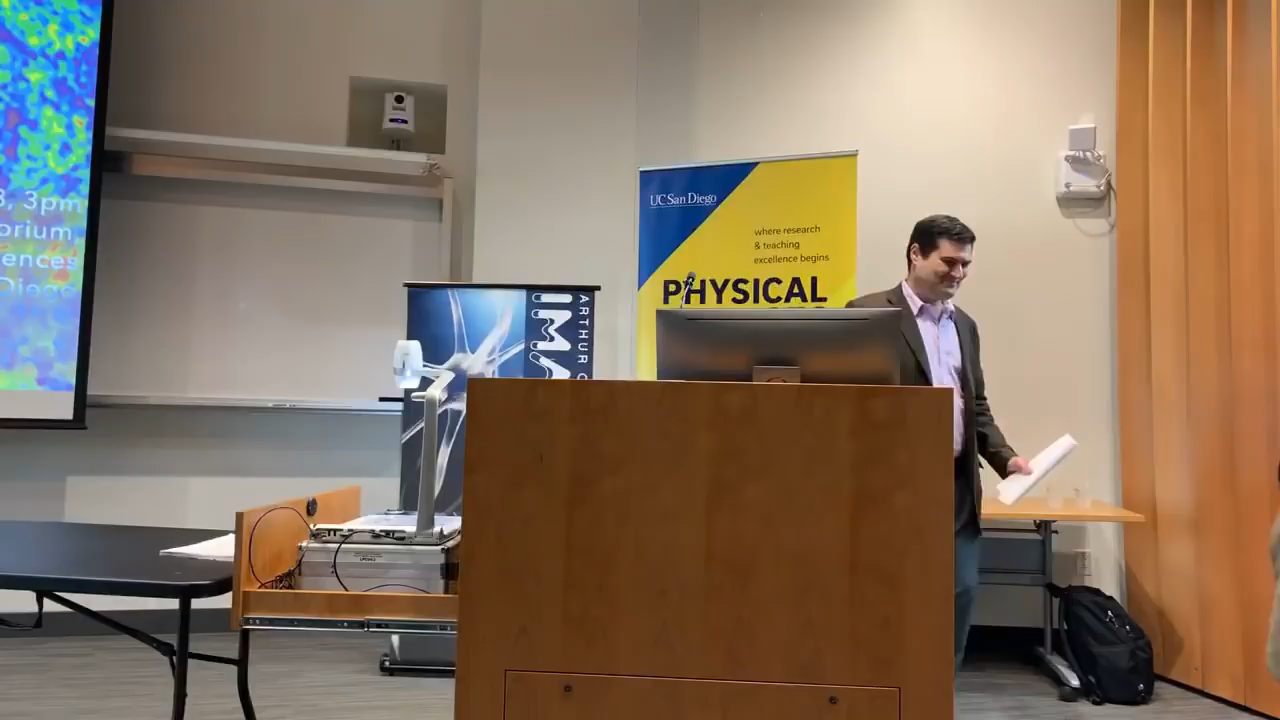 3, 3pm
orium,
ences
Diego
UC San Diego
where research
& teaching
excellence begins
PHYSICAL
ARTHUR C
IMA